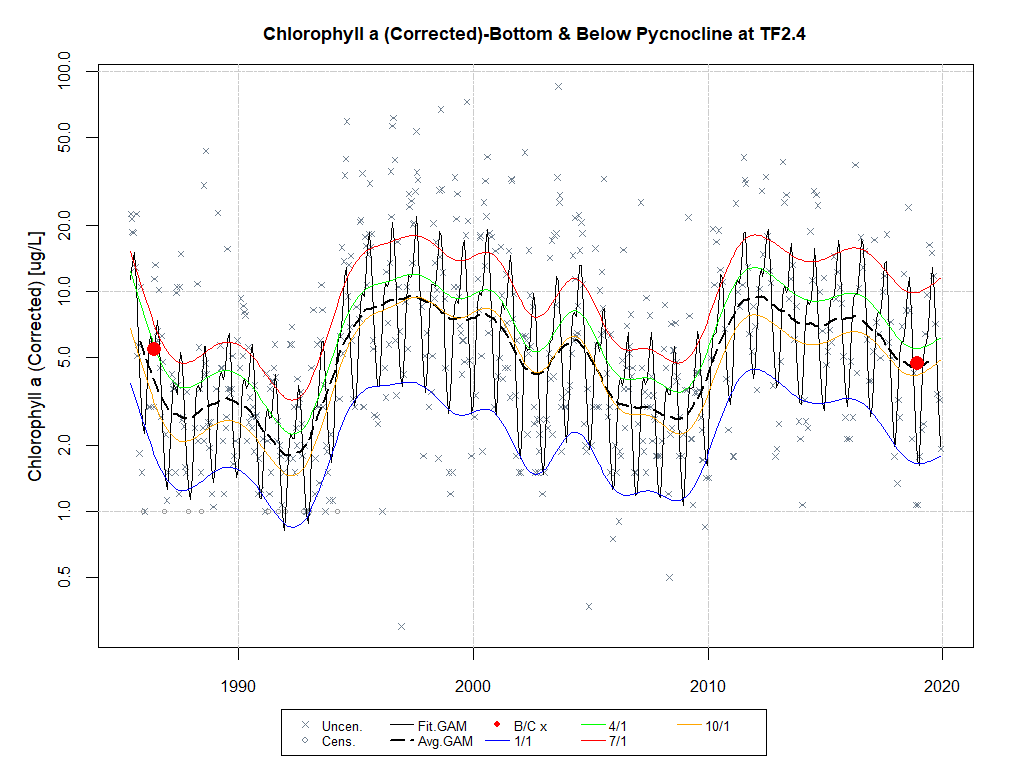 Chlorophyll a (Corrected)-Bottom & Below Pycnocline at TF2.4
Chlorophyll a (Corrected) [ug/L]
100.0
50.0
20.0
10.0
5.0
2.0
1.0
0.5
1990 2000 2010 2020
Uncen. Fit.GAM B/C x 4/1 10/1
Cens. Avg.GAM 1/1 7/1